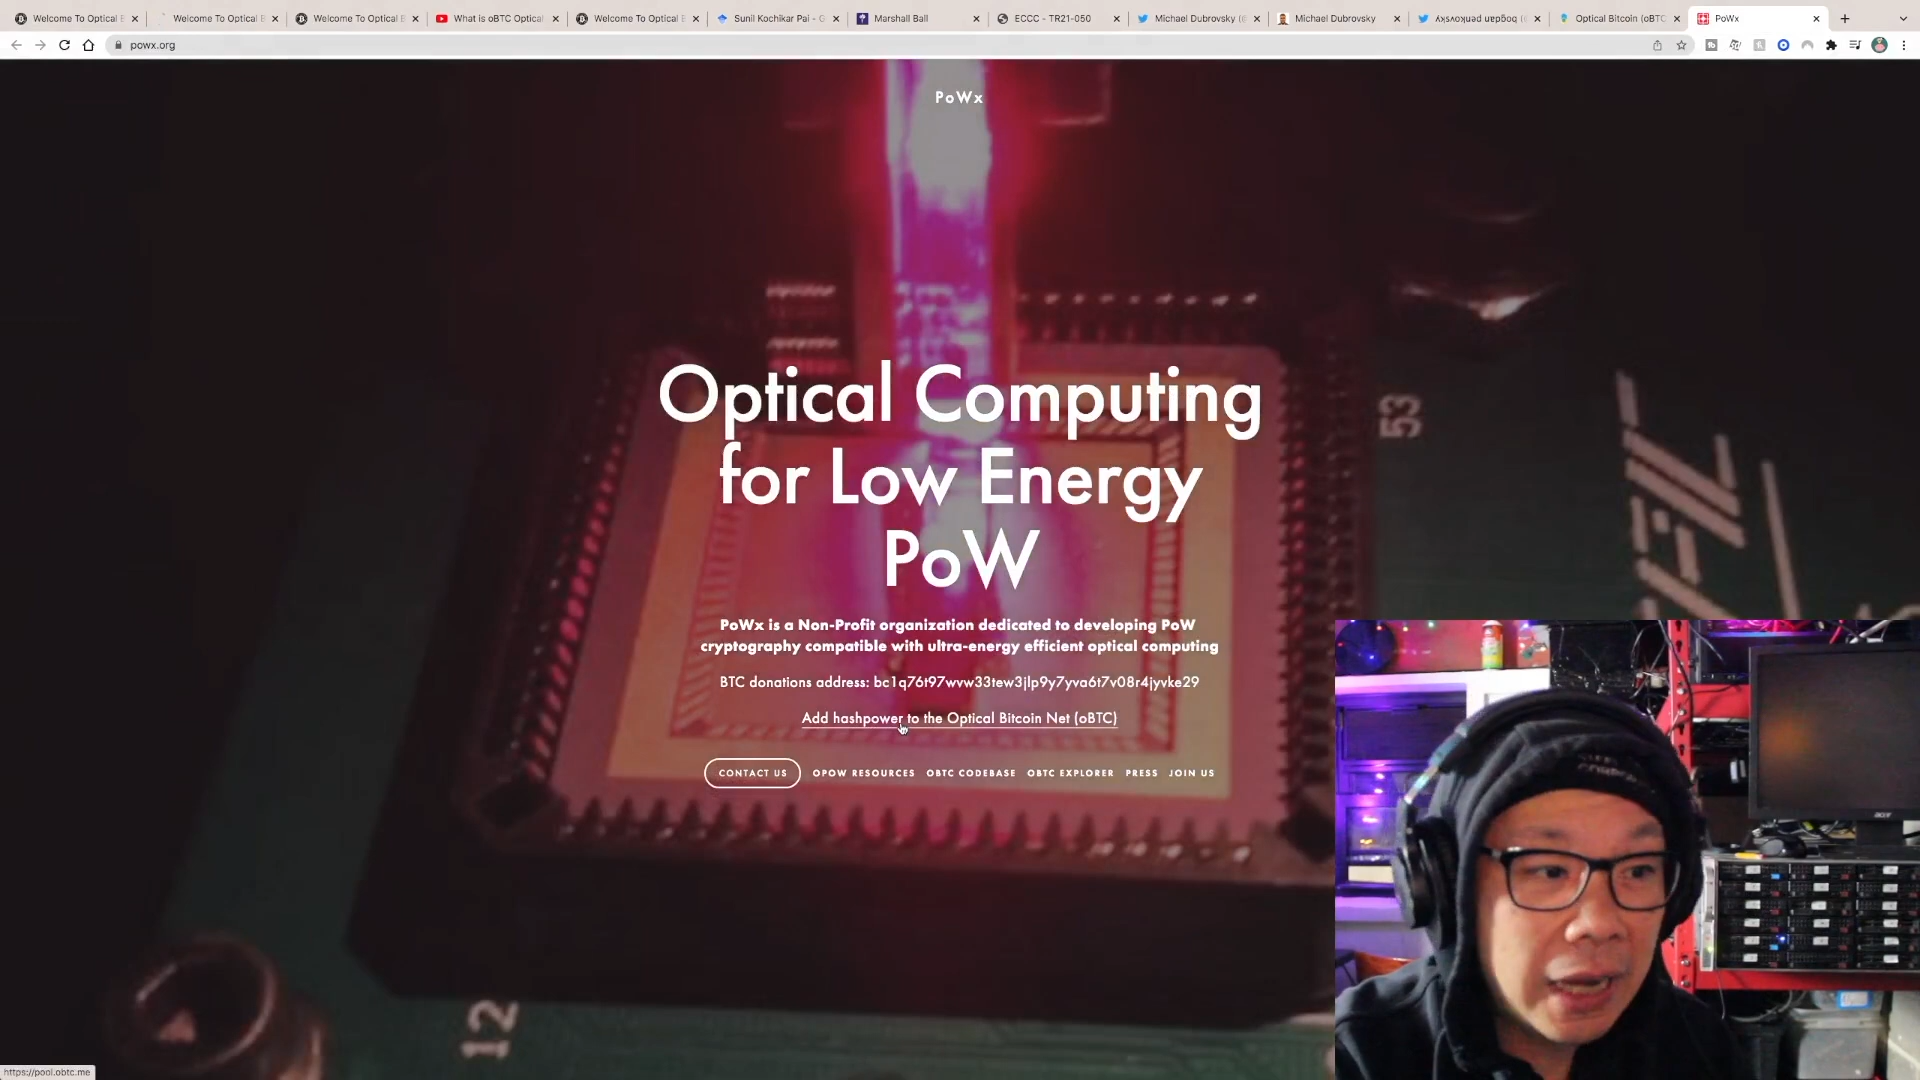 Welcome To Optical E
Welcome To Optical E
Welcome To Optical E
What is oBTC Optical
Welcome To Optical E
Sunil Kochikar Pai - G
Marshall Ball
ECCC - TR21-050
Michael Dubrovsky (@
Michael Dubrovsky
Optical Bitcoin (oBTC
PoWx
powx.org
PoWx
Optical Computing
for Low Energy
PoW
PoWx is a Non-Profit organization dedicated to developing PoW
cryptography compatible with ultra-energy efficient optical computing
BTC donations address: bc1q76t97wvw33tew3jlp9y7yva6t7v08r4jyvke29
Add hashpower to the Optical Bitcoin Net (oBTC)
CONTACT US
OPOW RESOURCES
OBTC CODEBASE
OBTC EXPLORER
PRESS
JOIN US
53
12
acer
https://pool.obtc.me